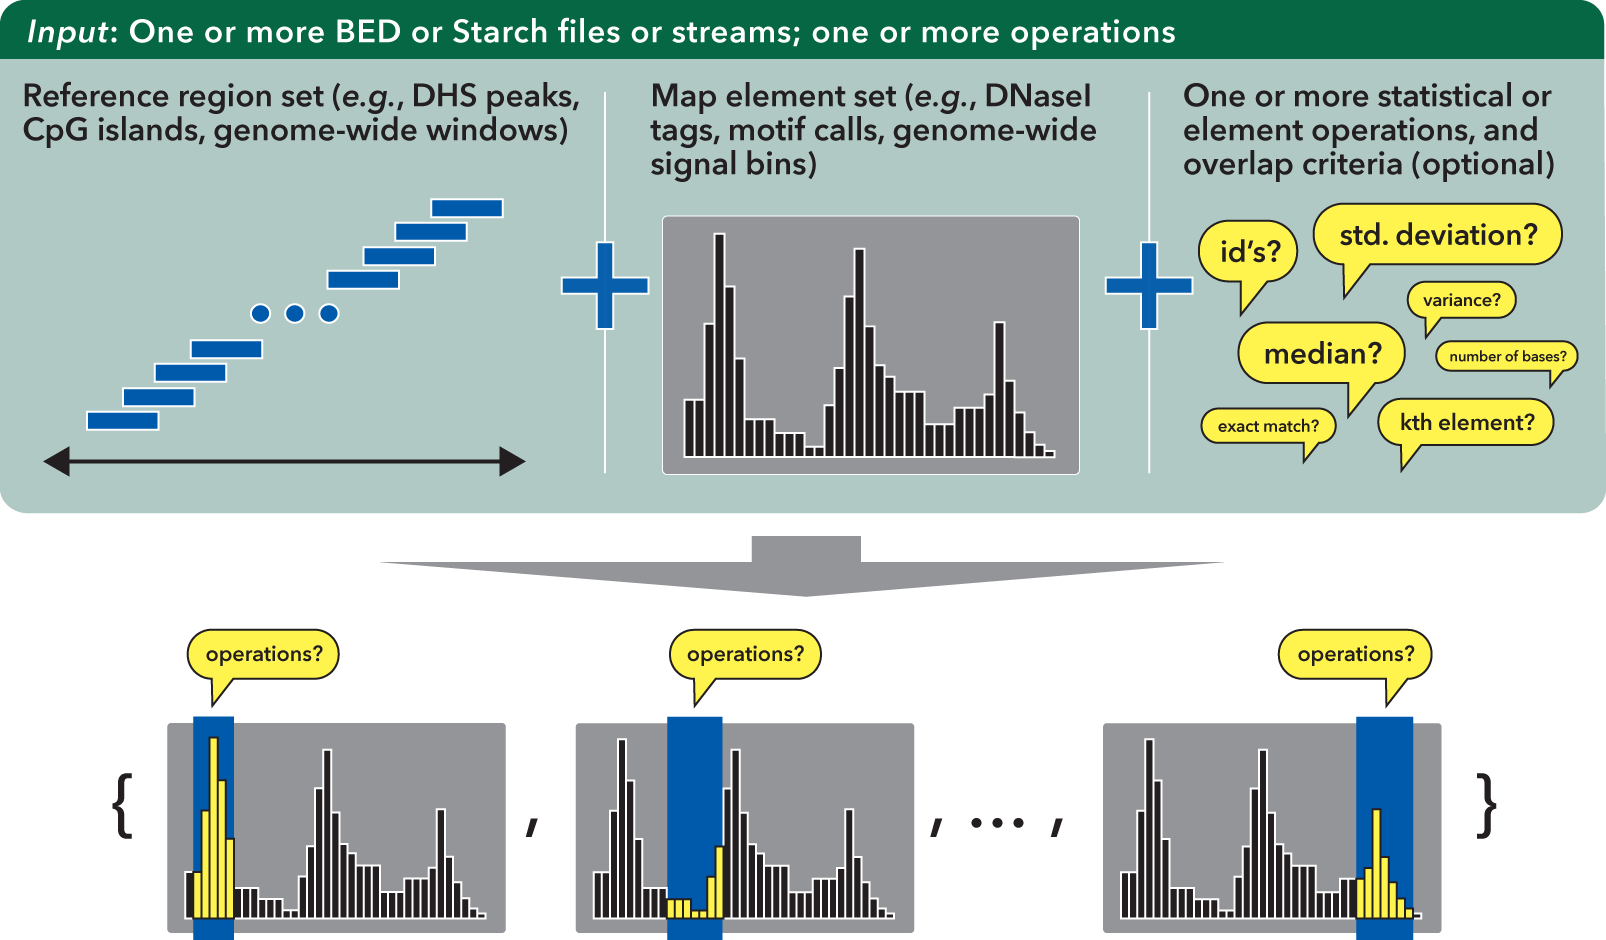 Input: One or more BED or Starch files or streams; one or more operations
Reference region set (e.g., DHS peaks,
CpG islands, genome-wide windows)
Map element set (e.g., DNaseI
tags, motif calls, genome-wide
signal bins)
One or more statistical or
element operations, and
overlap criteria (optional)
id's?
std. deviation?
variance?
median?
number of bases?
exact match?
kth element?
operations?
operations?
operations?
{ , , ... , }